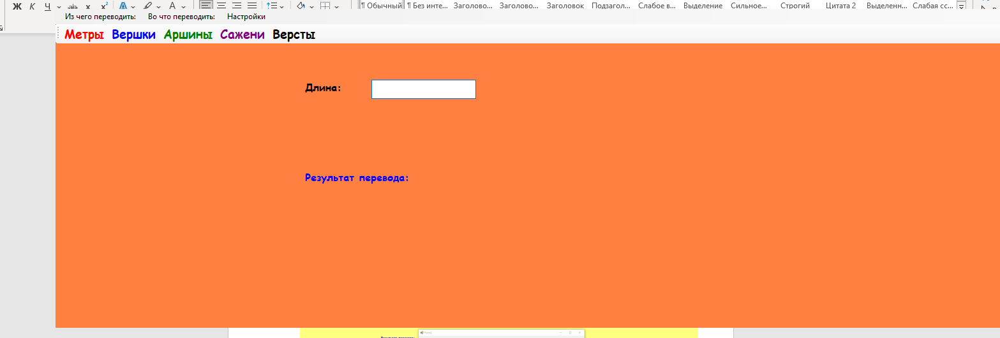 Ж К Ч ab x x² А А
¶ Обычный ¶ Без инте... Заголово... Заголово... Заголовок Подзагол... Слабое в... Выделение Сильное... Строгий Цитата 2 Выделенн... Слабая сс...
Из чего переводить: Во что переводить: Настройки
Метры Вершки Аршины Сажени Версты
Длина:
Результат перевода: